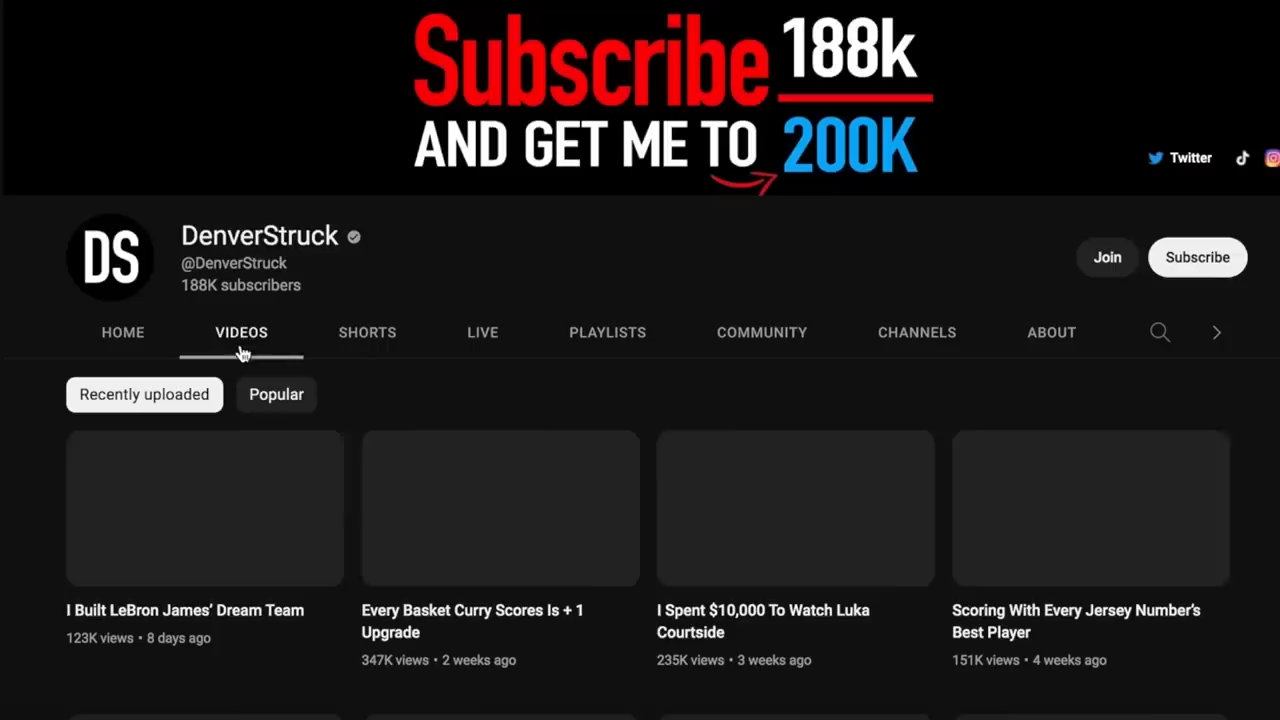 Subscribe 188k
AND GET ME TO 200K
Twitter
DS
DenverStruck
@DenverStruck
188K subscribers
Join
Subscribe
HOME
VIDEOS
SHORTS
LIVE
PLAYLISTS
COMMUNITY
CHANNELS
ABOUT
Recently uploaded
Popular
I Built LeBron James’ Dream Team
123K views • 8 days ago
Every Basket Curry Scores Is + 1
Upgrade
347K views • 2 weeks ago
I Spent $10,000 To Watch Luka
Courtside
235K views • 3 weeks ago
Scoring With Every Jersey Number’s
Best Player
151K views • 4 weeks ago